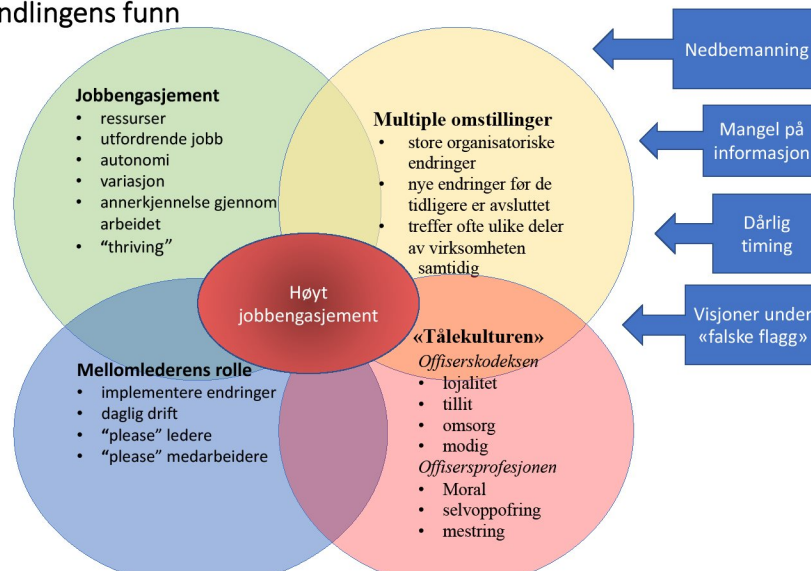 ndlingens funn
Jobbengasjement
• ressurser
• utfordrende jobb
• autonomi
• variasjon
• annerkjennelse gjennom
arbeidet
• “thriving”
Multiple omstillinger
• store organisatoriske
endringer
• nye endringer før de
tidligere er avsluttet
• treffer ofte ulike deler
av virksomheten
samtidig
Høyt
jobbengasjement
Mellomlederens rolle
• implementere endringer
• daglig drift
• “please” ledere
• “please” medarbeidere
«Tålekulturen»
Offiserskodeksen
• lojalitet
• tillit
• omsorg
• modig
Offisersprofesjonen
• Moral
• selvoppofring
• mestring
Nedbemanning
Mangel på
informasjon
Dårlig
timing
Visjoner under
«falske flagg»